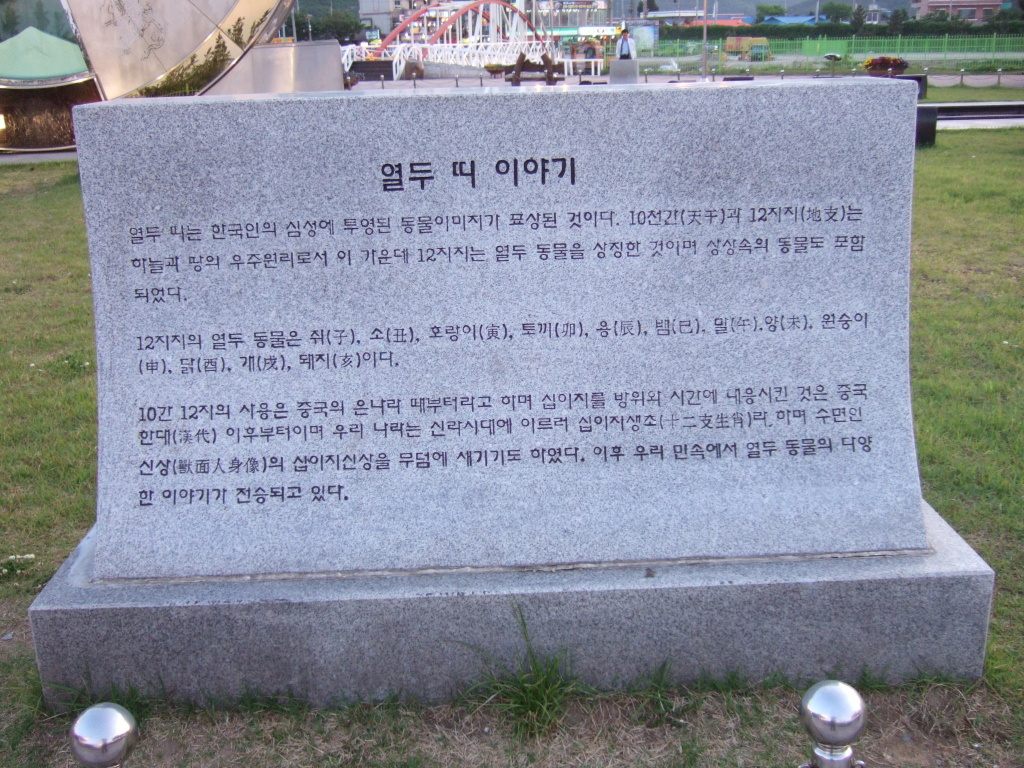 열두 띠 이야기
열두 띠는 한국인의 심성에 투영된 동물이미지가 표상된 것이다. 10천간(天干)과 12지지(地支)는
하늘과 땅의 우주원리로서 이 가운데 12지지는 열두 동물을 상징한 것이며 상상속의 동물도 포함
되었다.
12지지의 열두 동물은 쥐(子), 소(丑), 호랑이(寅), 토끼(卯), 용(辰), 뱀(巳), 말(午),양(未), 원숭이
(申), 닭(酉), 개(戌), 돼지(亥)이다.
10간 12지의 사용은 중국의 은나라 때부터라고 하며 십이지를 방위와 시간에 대응시킨 것은 중국
한대(漢代) 이후부터이며 우리 나라는 신라시대에 이르러 십이지생초(十二支生肖)라 하며 수면인
신상(獸面人身像)의 십이지신상을 무덤에 새기기도 하였다. 이후 우리 민속에서 열두 동물의 다양
한 이야기가 전승되고 있다.